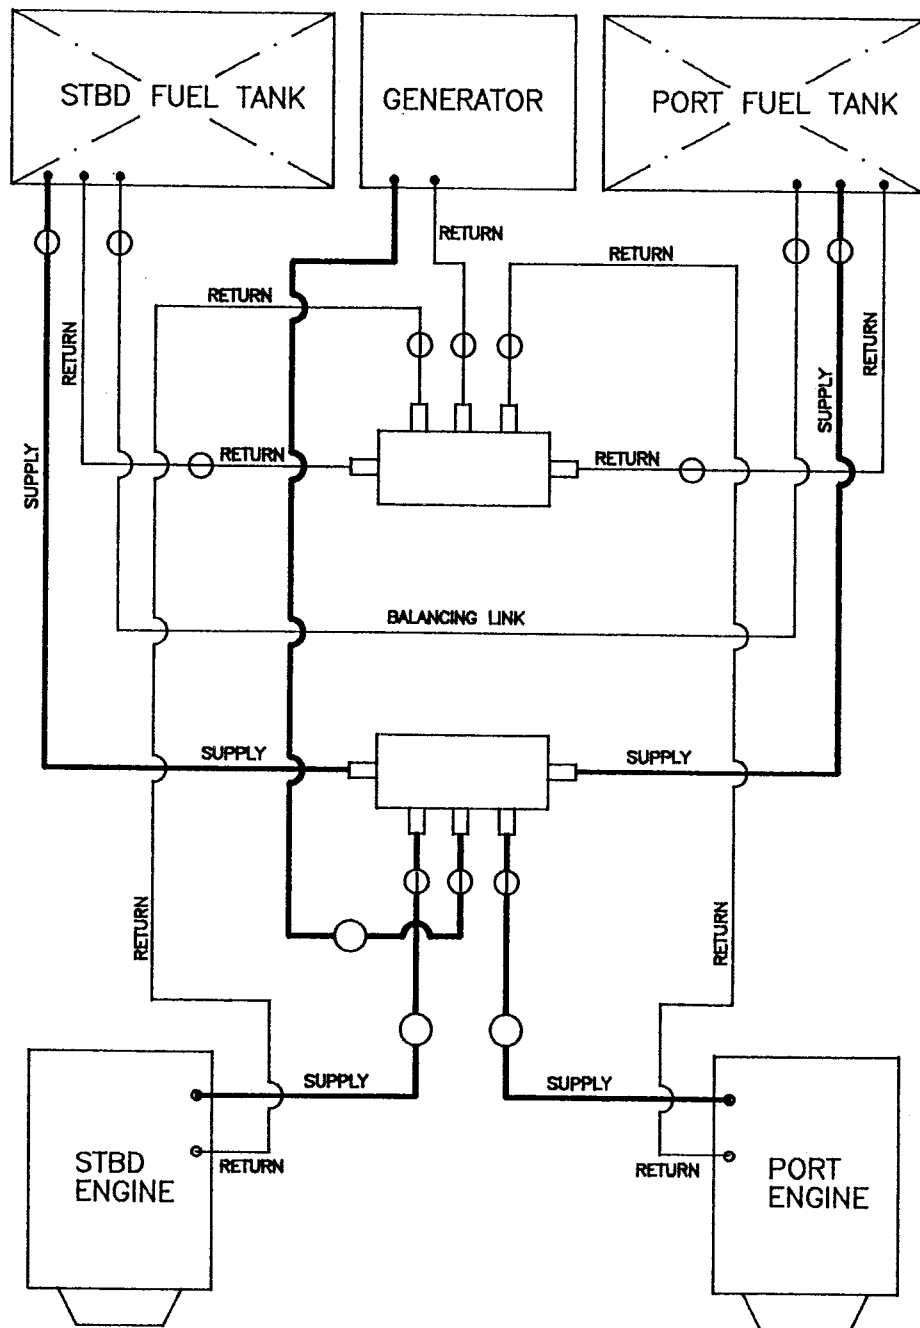 STBD FUEL TANK
GENERATOR
PORT FUEL TANK
RETURN
RETURN
RETURN
RETURN
RETURN
SUPPLY
SUPPLY
RETURN
RETURN
BALANCING LINK
SUPPLY
SUPPLY
RETURN
RETURN
SUPPLY
SUPPLY
STBD
ENGINE
RETURN
RETURN
PORT
ENGINE